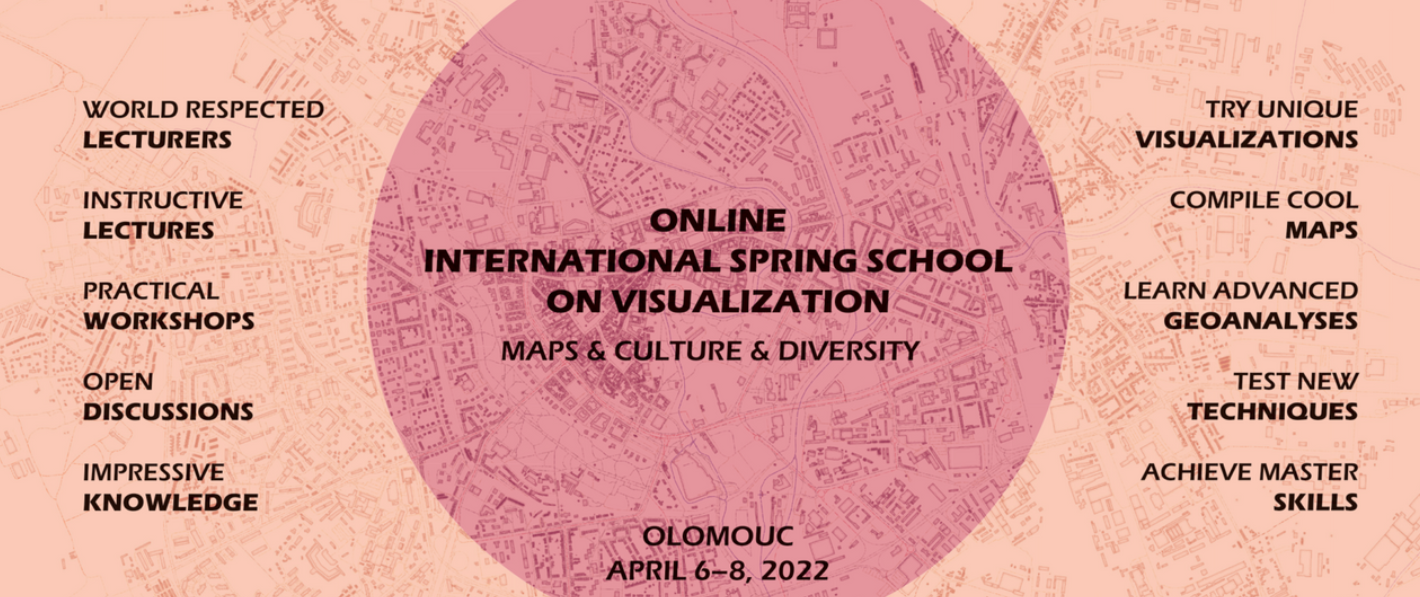 WORLD RESPECTED
LECTURERS
INSTRUCTIVE
LECTURES
PRACTICAL
WORKSHOPS
OPEN
DISCUSSIONS
IMPRESSIVE
KNOWLEDGE
ONLINE
INTERNATIONAL SPRING SCHOOL
ON VISUALIZATION
MAPS & CULTURE & DIVERSITY
OLOMOUC
APRIL 6–8, 2022
TRY UNIQUE
VISUALIZATIONS
COMPILE COOL
MAPS
LEARN ADVANCED
GEOANALYSES
TEST NEW
TECHNIQUES
ACHIEVE MASTER
SKILLS